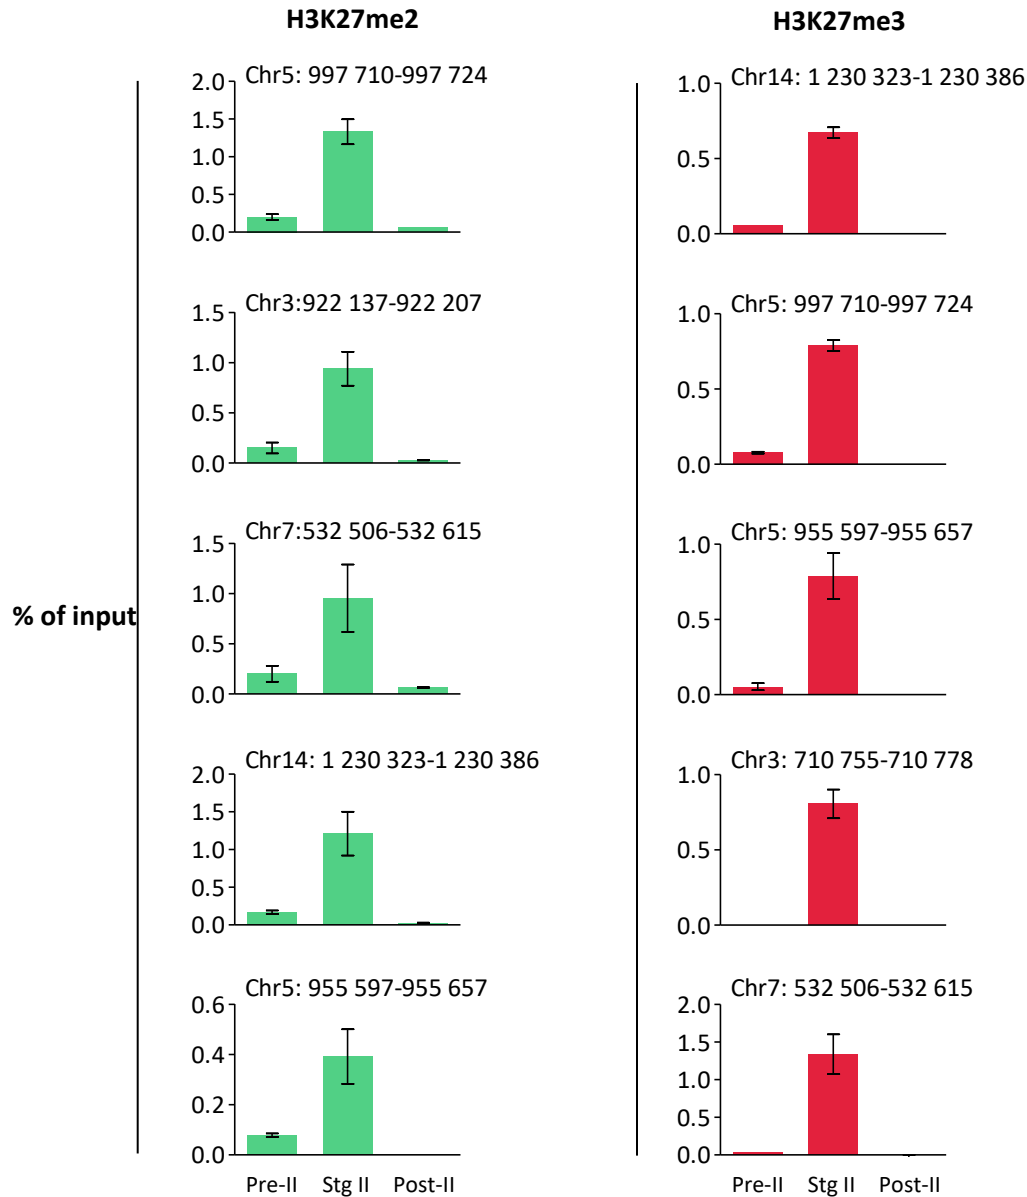 H3K27me2
H3K27me3
% of input
Chr5: 997 710-997 724
2.0
1.5
1.0
0.5
0.0
Chr3:922 137-922 207
1.5
1.0
0.5
0.0
Chr7:532 506-532 615
1.5
1.0
0.5
0.0
Chr14: 1 230 323-1 230 386
2.0
1.5
1.0
0.5
0.0
Chr5: 955 597-955 657
0.6
0.4
0.2
0.0
Pre-II Stg II Post-II
Chr14: 1 230 323-1 230 386
1.0
0.5
0.0
Chr5: 997 710-997 724
1.0
0.5
0.0
Chr5: 955 597-955 657
1.0
0.5
0.0
Chr3: 710 755-710 778
1.0
0.5
0.0
Chr7: 532 506-532 615
2.0
1.5
1.0
0.5
0.0
Pre-II Stg II Post-II